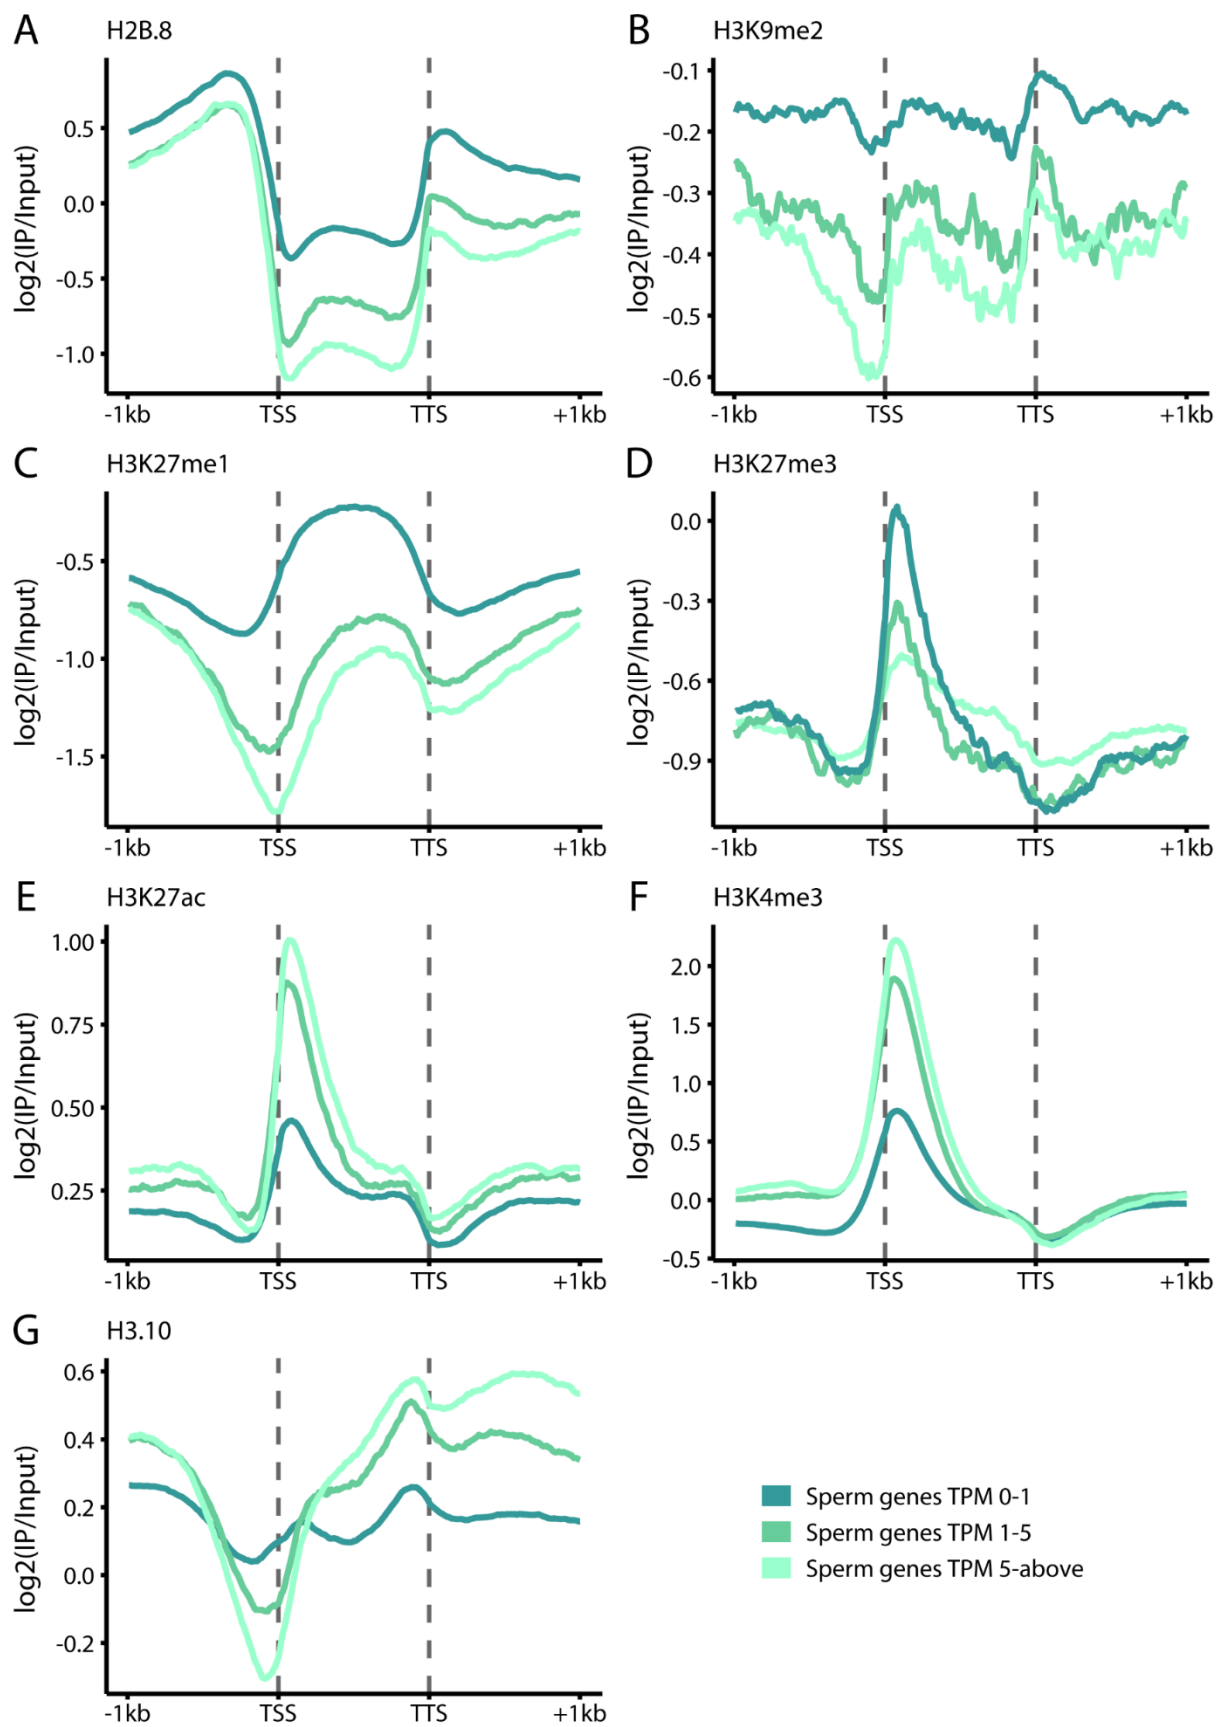 A H2B.8
log2(IP/Input)
0.5
0.0
-0.5
-1.0
-1kb TSS TTS +1kb
B H3K9me2
log2(IP/Input)
-0.1
-0.2
-0.3
-0.4
-0.5
-0.6
-1kb TSS TTS +1kb
C H3K27me1
log2(IP/Input)
-0.5
-1.0
-1.5
-1kb TSS TTS +1kb
D H3K27me3
log2(IP/Input)
0.0
-0.3
-0.6
-0.9
-1kb TSS TTS +1kb
E H3K27ac
log2(IP/Input)
1.00
0.75
0.50
0.25
-1kb TSS TTS +1kb
F H3K4me3
log2(IP/Input)
2.0
1.5
1.0
0.5
0.0
-0.5
-1kb TSS TTS +1kb
G H3.10
log2(IP/Input)
0.6
0.4
0.2
0.0
-0.2
-1kb TSS TTS +1kb
Sperm genes TPM 0-1
Sperm genes TPM 1-5
Sperm genes TPM 5-above